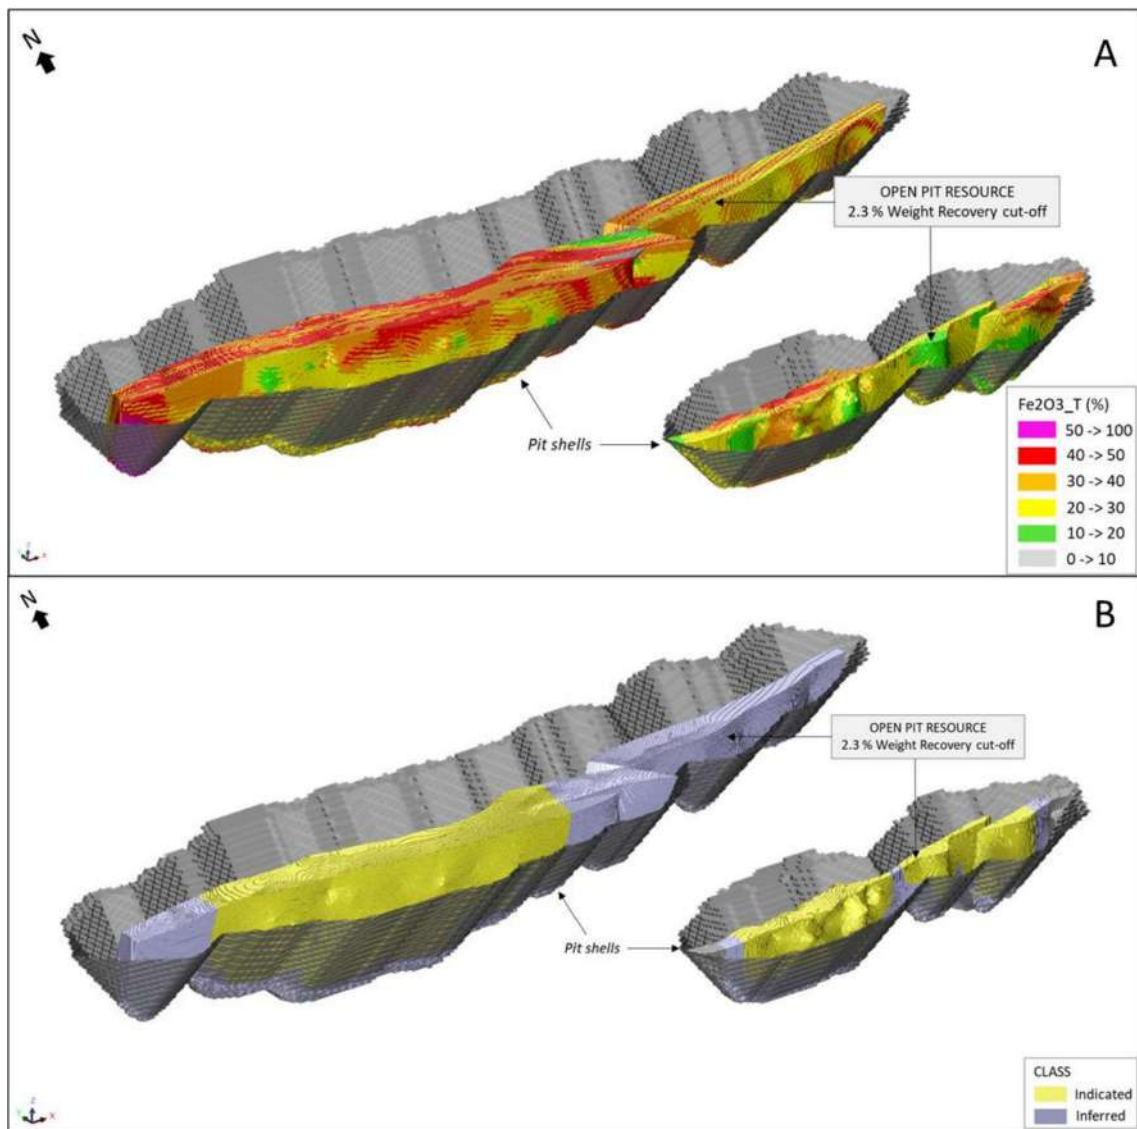 N
A
OPEN PIT RESOURCE
2.3 % Weight Recovery cut-off
Pit shells
Fe2O3_T (%)
50 -> 100
40 -> 50
30 -> 40
20 -> 30
10 -> 20
0 -> 10
N
B
OPEN PIT RESOURCE
2.3 % Weight Recovery cut-off
Pit shells
CLASS
Indicated
Inferred
Z
Y
X